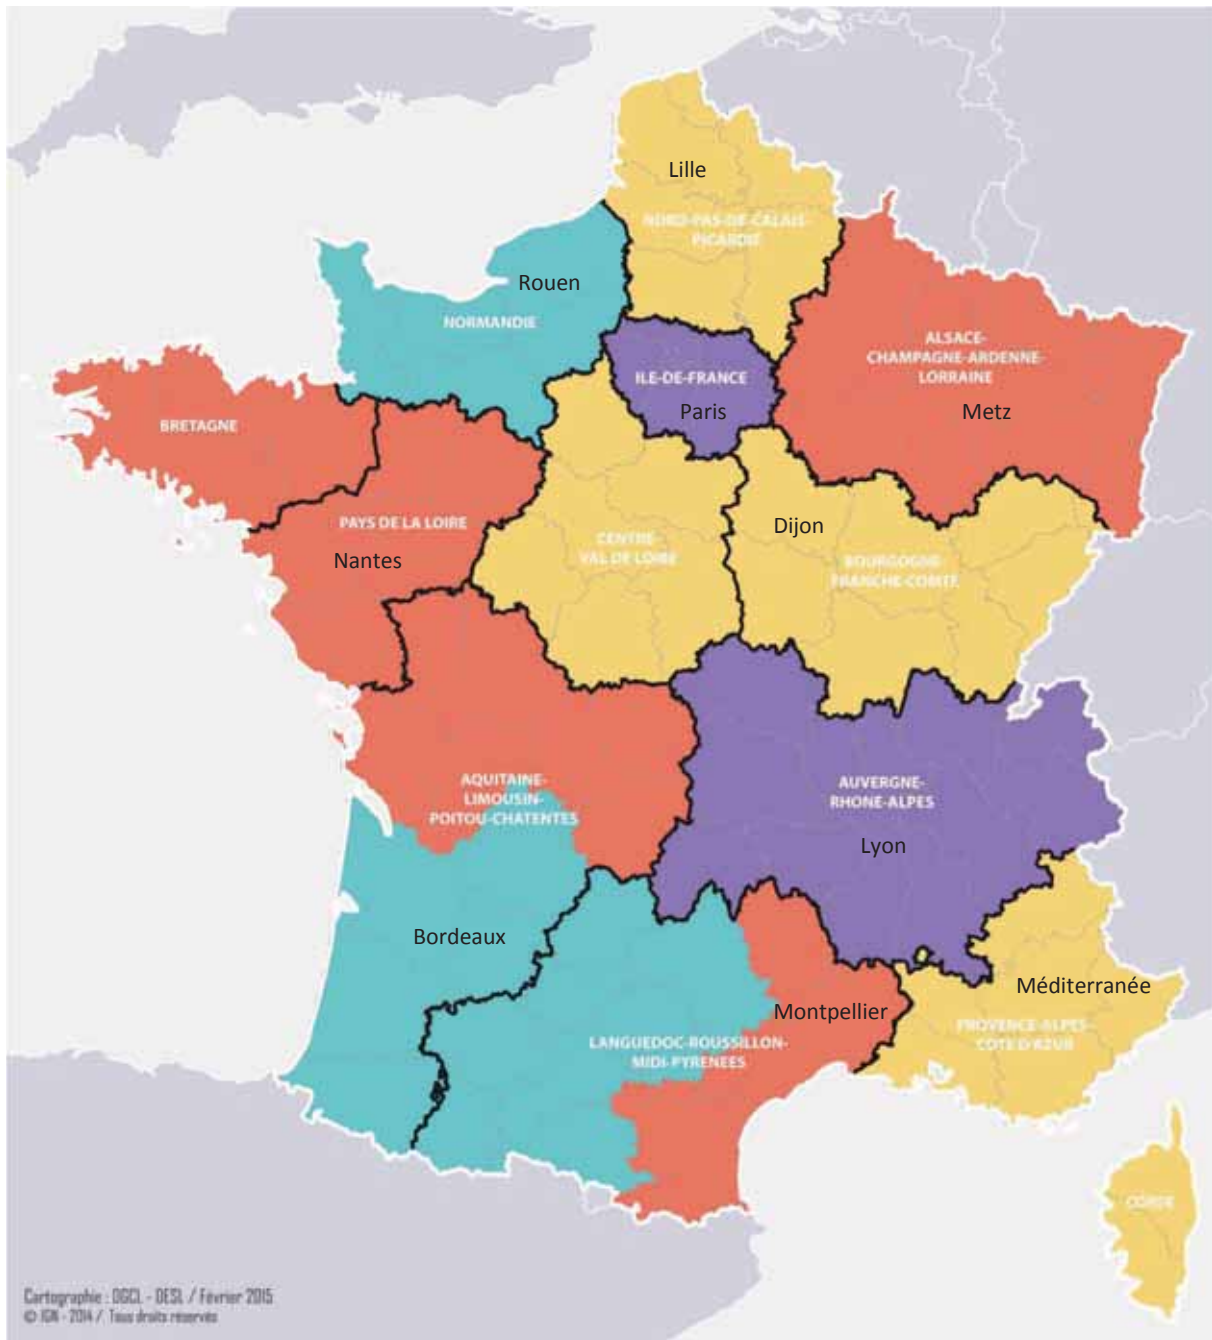 Lille
NORD-PAS-DE-CALAIS-
PICARDIE
Rouen
NORMANDIE
ALSACE-
CHAMPAGNE-ARDENNE-
LORRAINE
Metz
ILE-DE-FRANCE
Paris
BRETAGNE
PAYS DE LA LOIRE
Nantes
CENTRE-
VAL DE LOIRE
Dijon
BOURGOGNE-
FRANCHE-COMTÉ
AQUITAINE-
LIMOUSIN-
POITOU-CHATENTES
AUVERGNE-
RHONE-ALPES
Lyon
Bordeaux
Méditerranée
Montpellier
PROVENCE-ALPES-
COTE D'AZUR
LANGUEDOC-ROUSSILLON-
MIDI-PYRENEES
CORSE
Cartographie : DGCL - DESL / Février 2015
© IGN - 2014 / Tous droits réservés